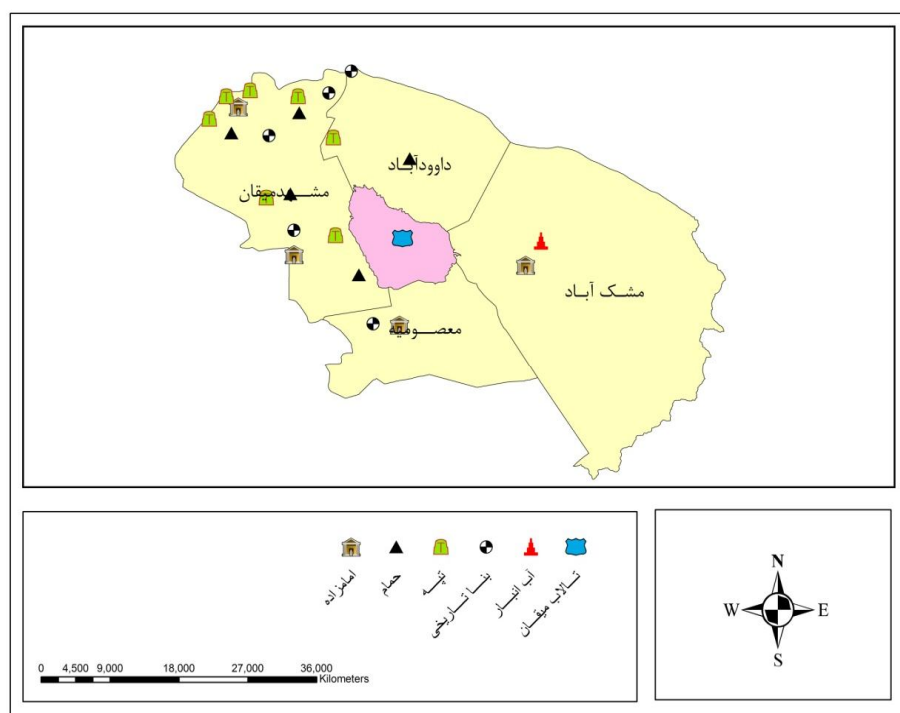 داوودآباد
مشهدمیقان
مشک آباد
معصومیه
امامزاده
حمام
تپه
بنا تاریخی
آب انبار
تالاب میقان
0 4,500 9,000 18,000 27,000 36,000
Kilometers
N
W E
S